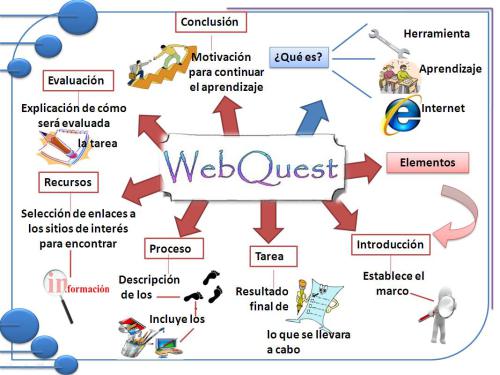 Conclusión
Motivación
para continuar
el aprendizaje
¿Qué es?
Herramienta
Aprendizaje
Internet
Evaluación
Explicación de cómo
será evaluada
la tarea
WebQuest
Elementos
Recursos
Selección de enlaces a
los sitios de interés
para encontrar
información
Proceso
Descripción
de los
Incluye los
Tarea
Resultado
final de
lo que se llevara
a cabo
Introducción
Establece el
marco